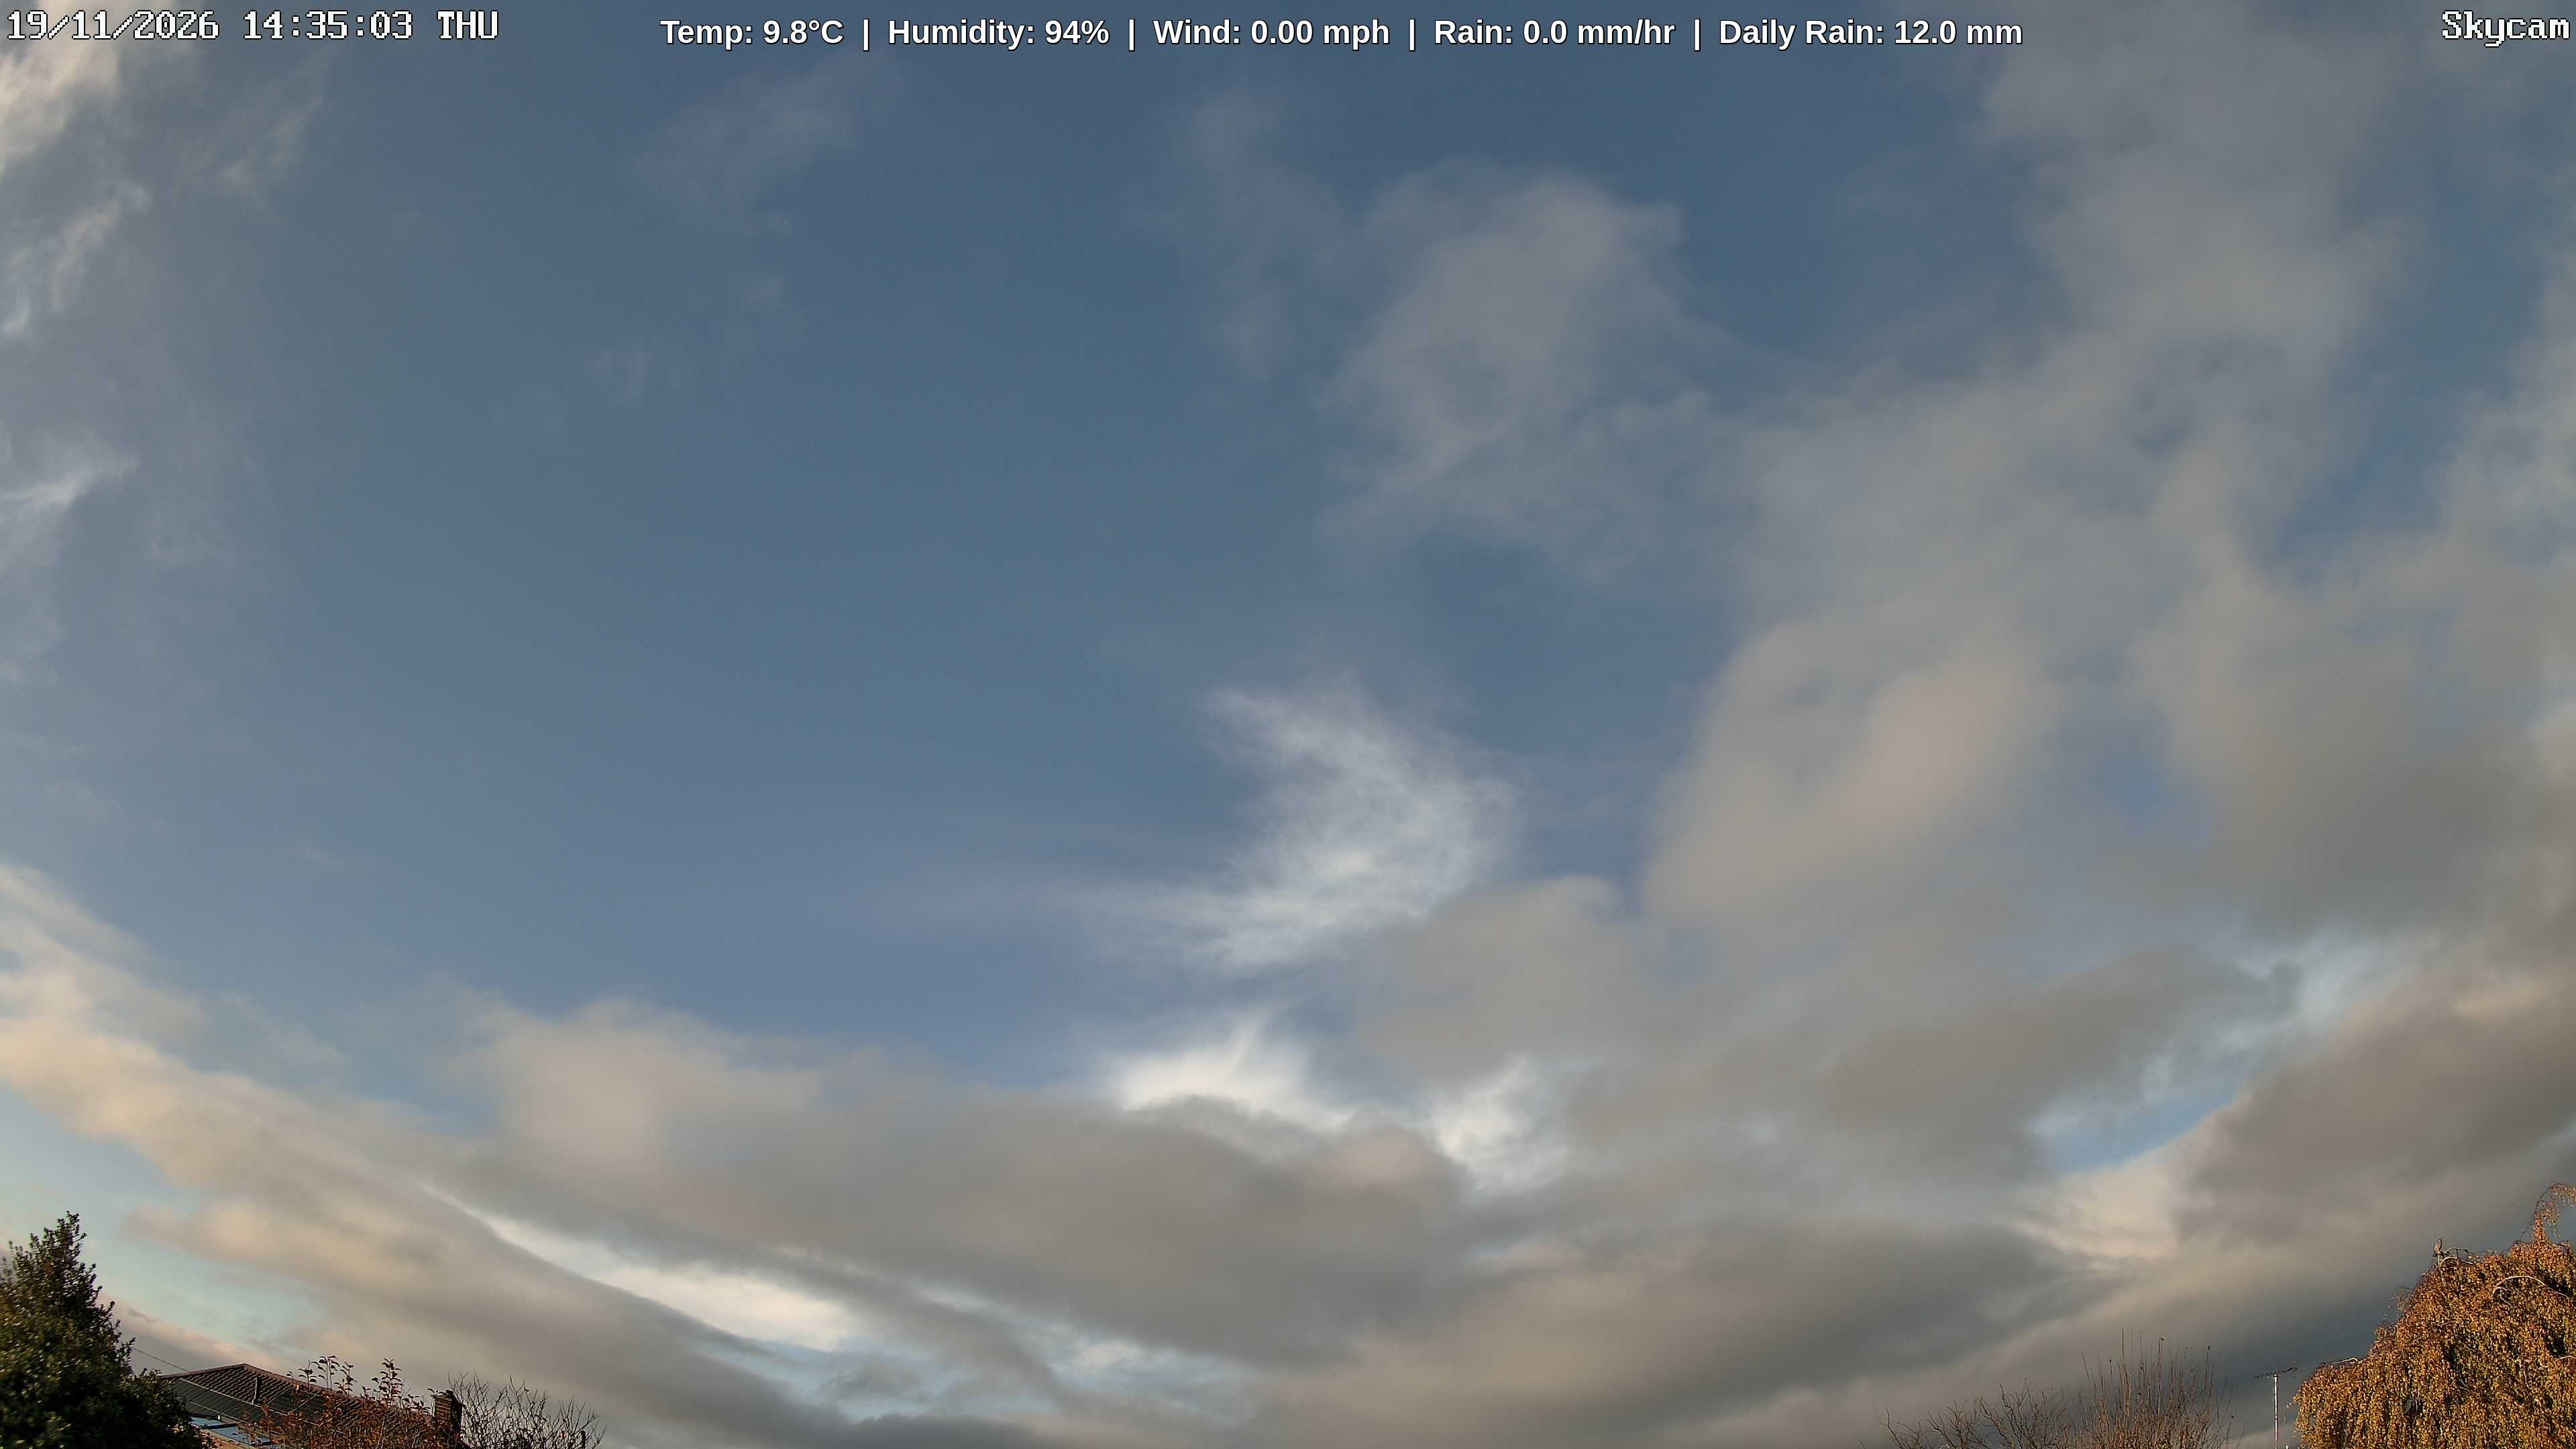 19/11/2026 14:35:03 THU
Temp: 9.8°C | Humidity: 94% | Wind: 0.00 mph | Rain: 0.0 mm/hr | Daily Rain: 12.0 mm
Skycam